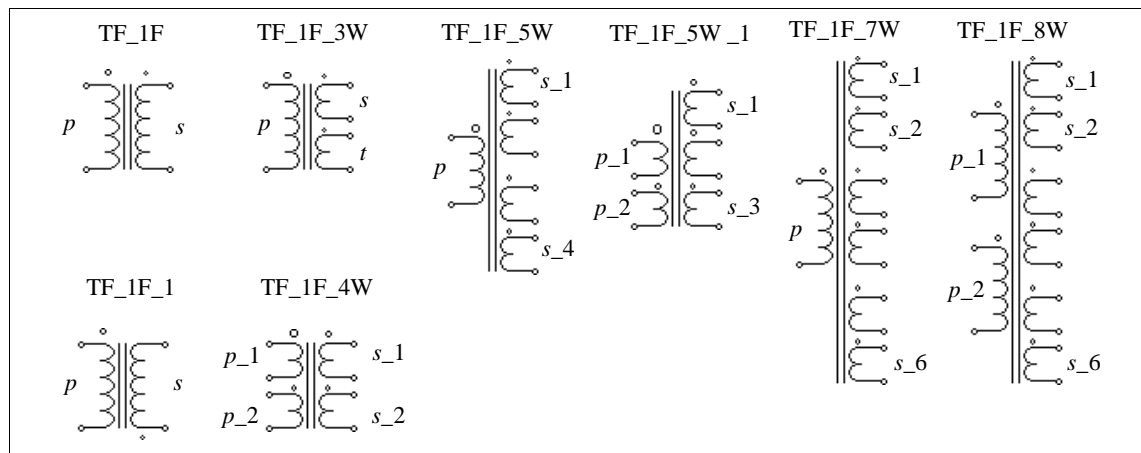 TF_1F TF_1F_3W TF_1F_5W TF_1F_5W _1 TF_1F_7W TF_1F_8W
s_1 s_1 s_1
s s_1
p s p s_2 s_2
t p_1 p_1
p
p_2 s_3
p
s_4
p_2
TF_1F_1 TF_1F_4W
p_1 s_1
s_6 s_6
p s
p_2 s_2